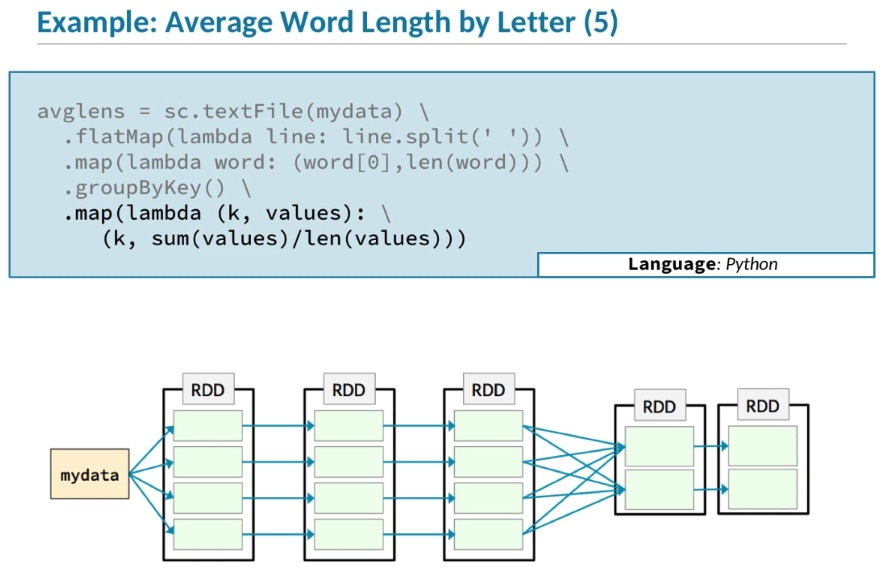 Example: Average Word Length by Letter (5)
avglens = sc.textFile(mydata) \
.flatMap(lambda line: line.split(' ')) \
.map(lambda word: (word[0],len(word))) \
.groupByKey() \
.map(lambda (k, values): \
(k, sum(values)/len(values)))
Language: Python
RDD
RDD
RDD
RDD
RDD
mydata